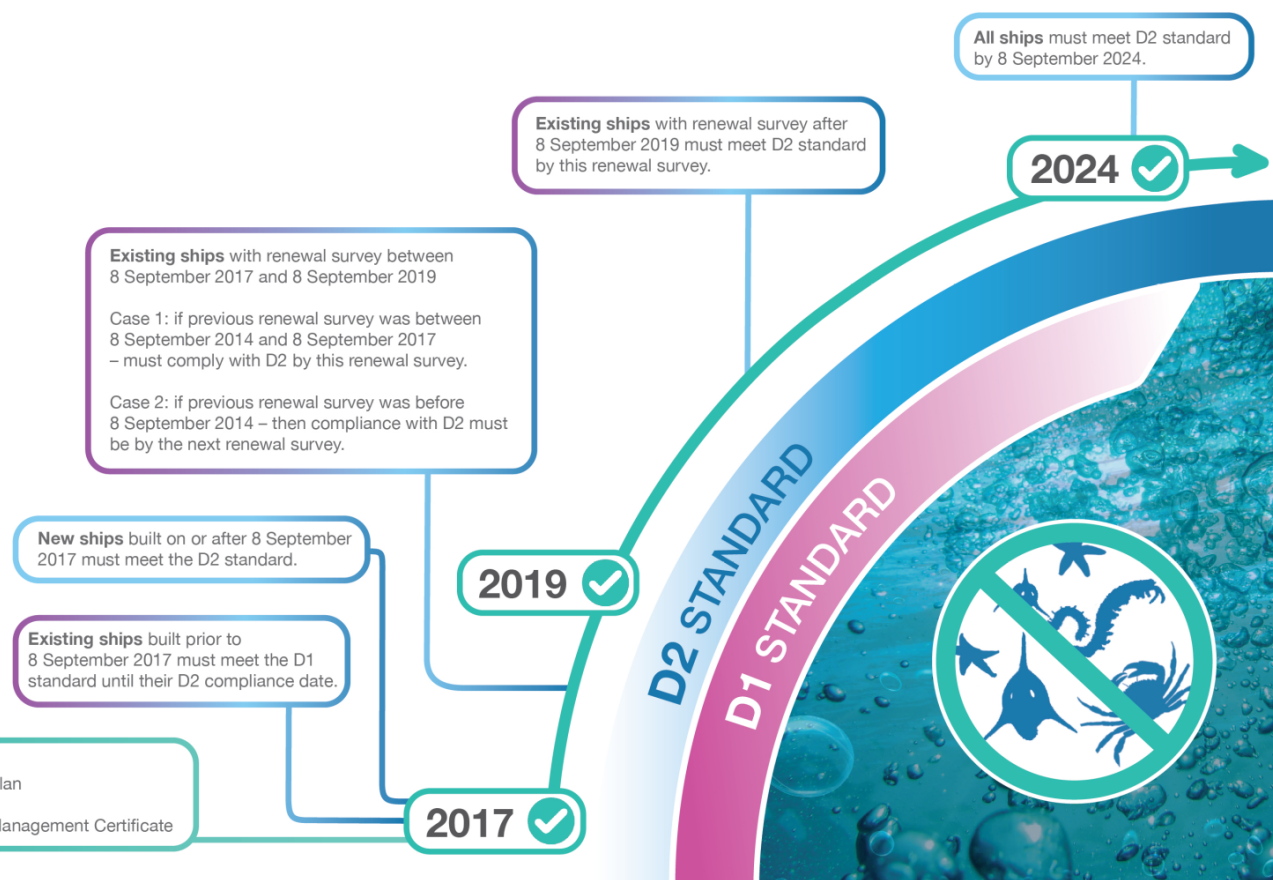 All ships must meet D2 standard
by 8 September 2024.
Existing ships with renewal survey after
8 September 2019 must meet D2 standard
by this renewal survey.
2024
Existing ships with renewal survey between
8 September 2017 and 8 September 2019
Case 1: if previous renewal survey was between
8 September 2014 and 8 September 2017
– must comply with D2 by this renewal survey.
Case 2: if previous renewal survey was before
8 September 2014 – then compliance with D2 must
be by the next renewal survey.
D2 STANDARD
D1 STANDARD
New ships built on or after 8 September
2017 must meet the D2 standard.
2019
Existing ships built prior to
8 September 2017 must meet the D1
standard until their D2 compliance date.
lan
anagement Certificate
2017